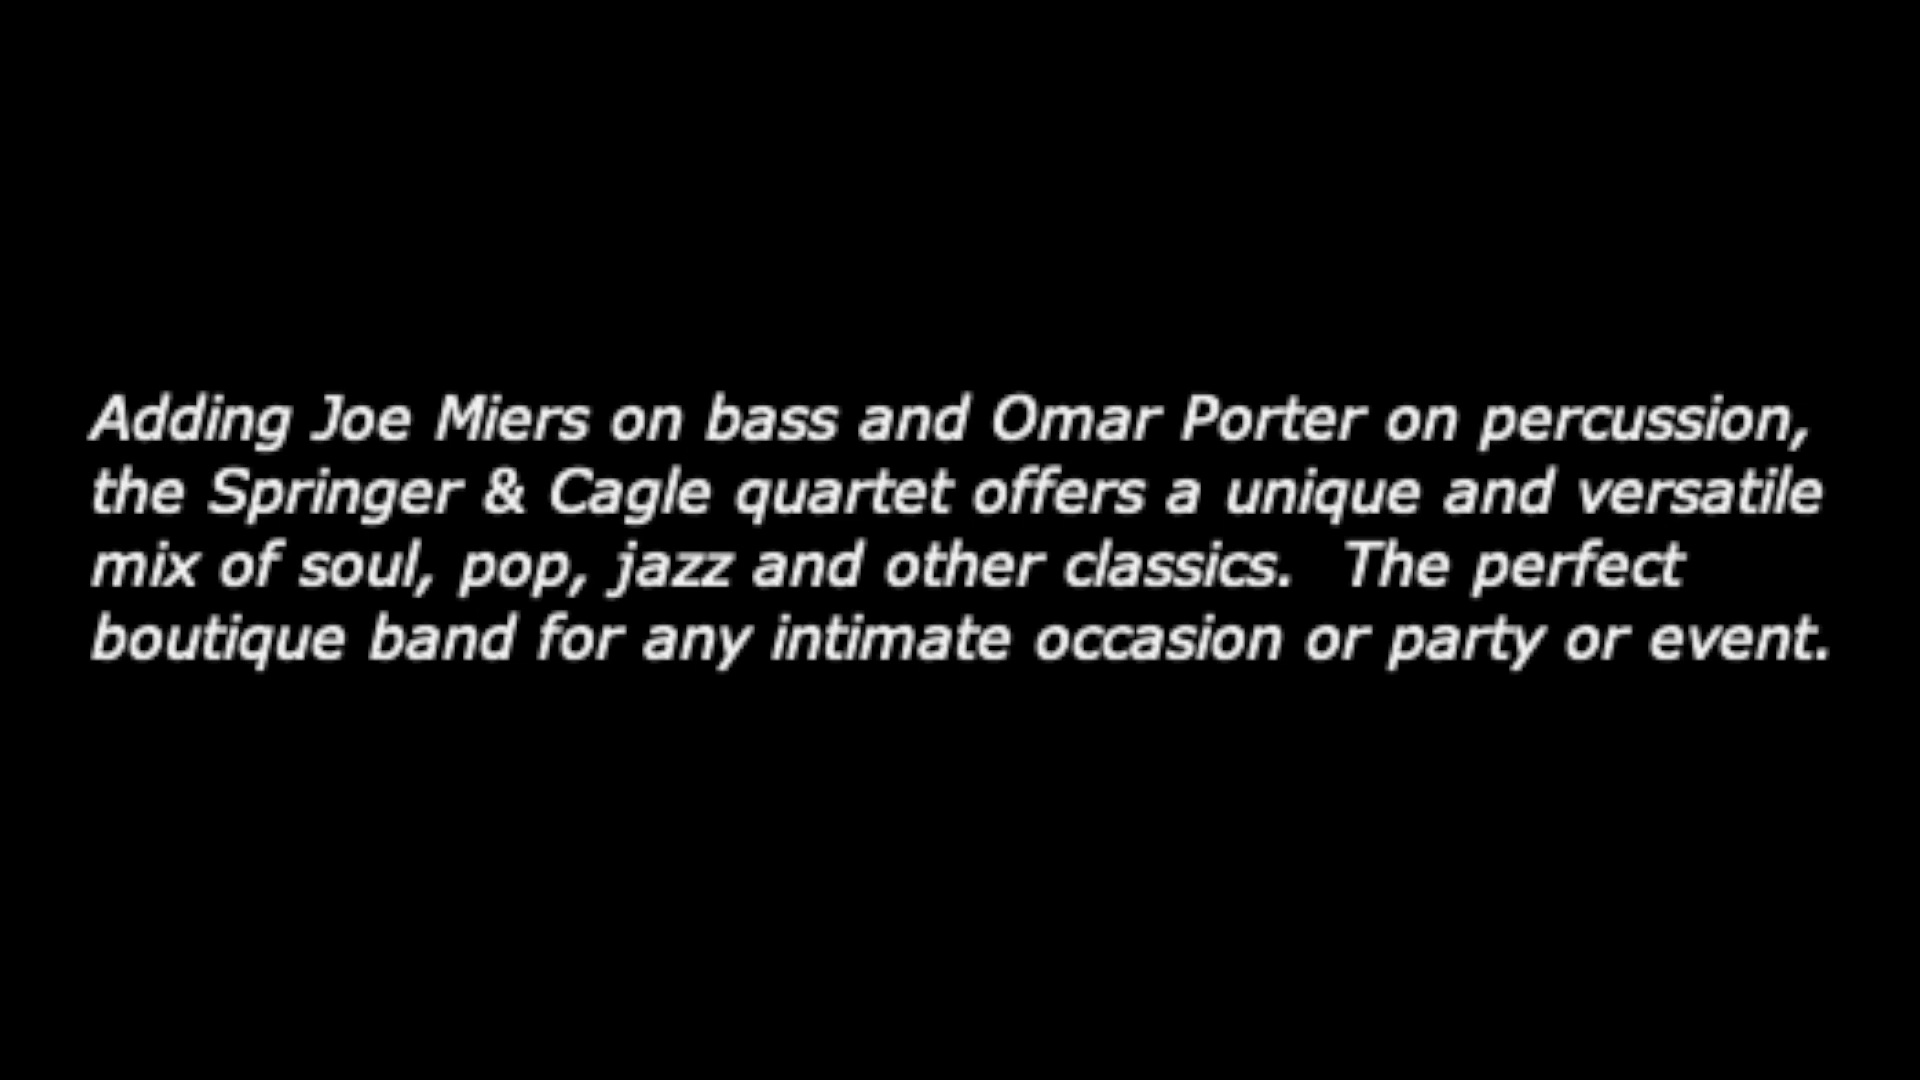 Adding Joe Miers on bass and Omar Porter on percussion,
the Springer & Cagle quartet offers a unique and versatile
mix of soul, pop, jazz and other classics.  The perfect
boutique band for any intimate occasion or party or event.